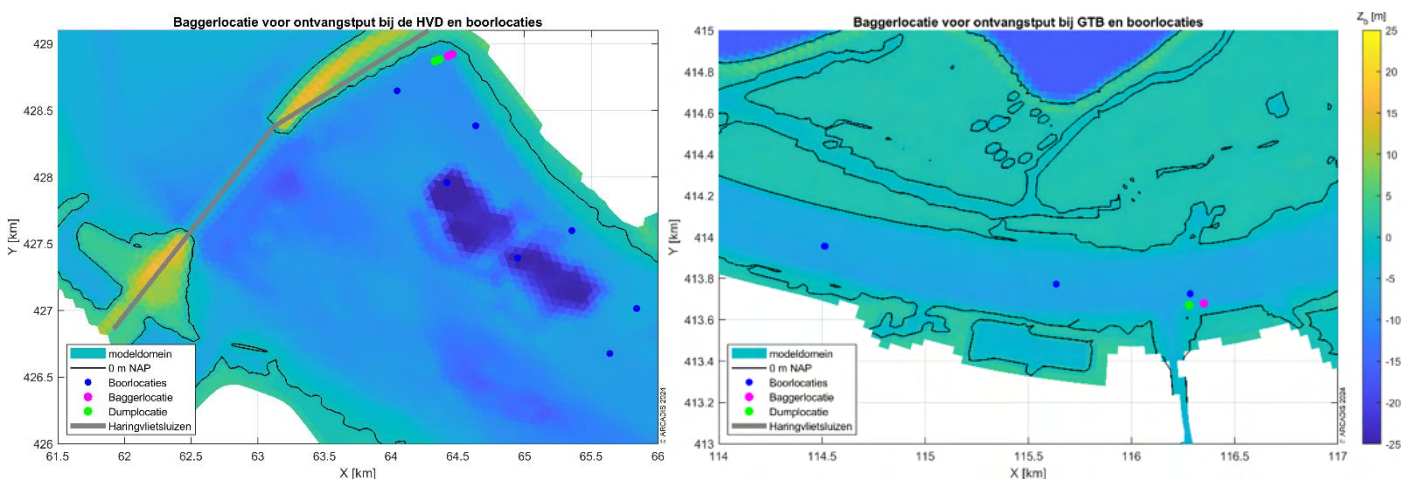 Baggerlocatie voor ontvangstput bij de HVD en boorlocaties
429
428.5
428
427.5
427
426.5
426
Y [km]
61.5
62
62.5
63
63.5
64
64.5
65
65.5
66
X [km]
modeldomein
0 m NAP
Boorlocaties
Baggerlocatie
Dumplocatie
Haringvlietsluizen
© ARCADIS 2024
Baggerlocatie voor ontvangstput bij GTB en boorlocaties
415
414.8
414.6
414.4
414.2
414
413.8
413.6
413.4
413.2
413
Y [km]
114
114.5
115
115.5
116
116.5
117
X [km]
modeldomein
0 m NAP
Boorlocaties
Baggerlocatie
Dumplocatie
Haringvlietsluizen
© ARCADIS 2024
Z_b [m]
25
20
15
10
5
0
-5
-10
-15
-20
-25